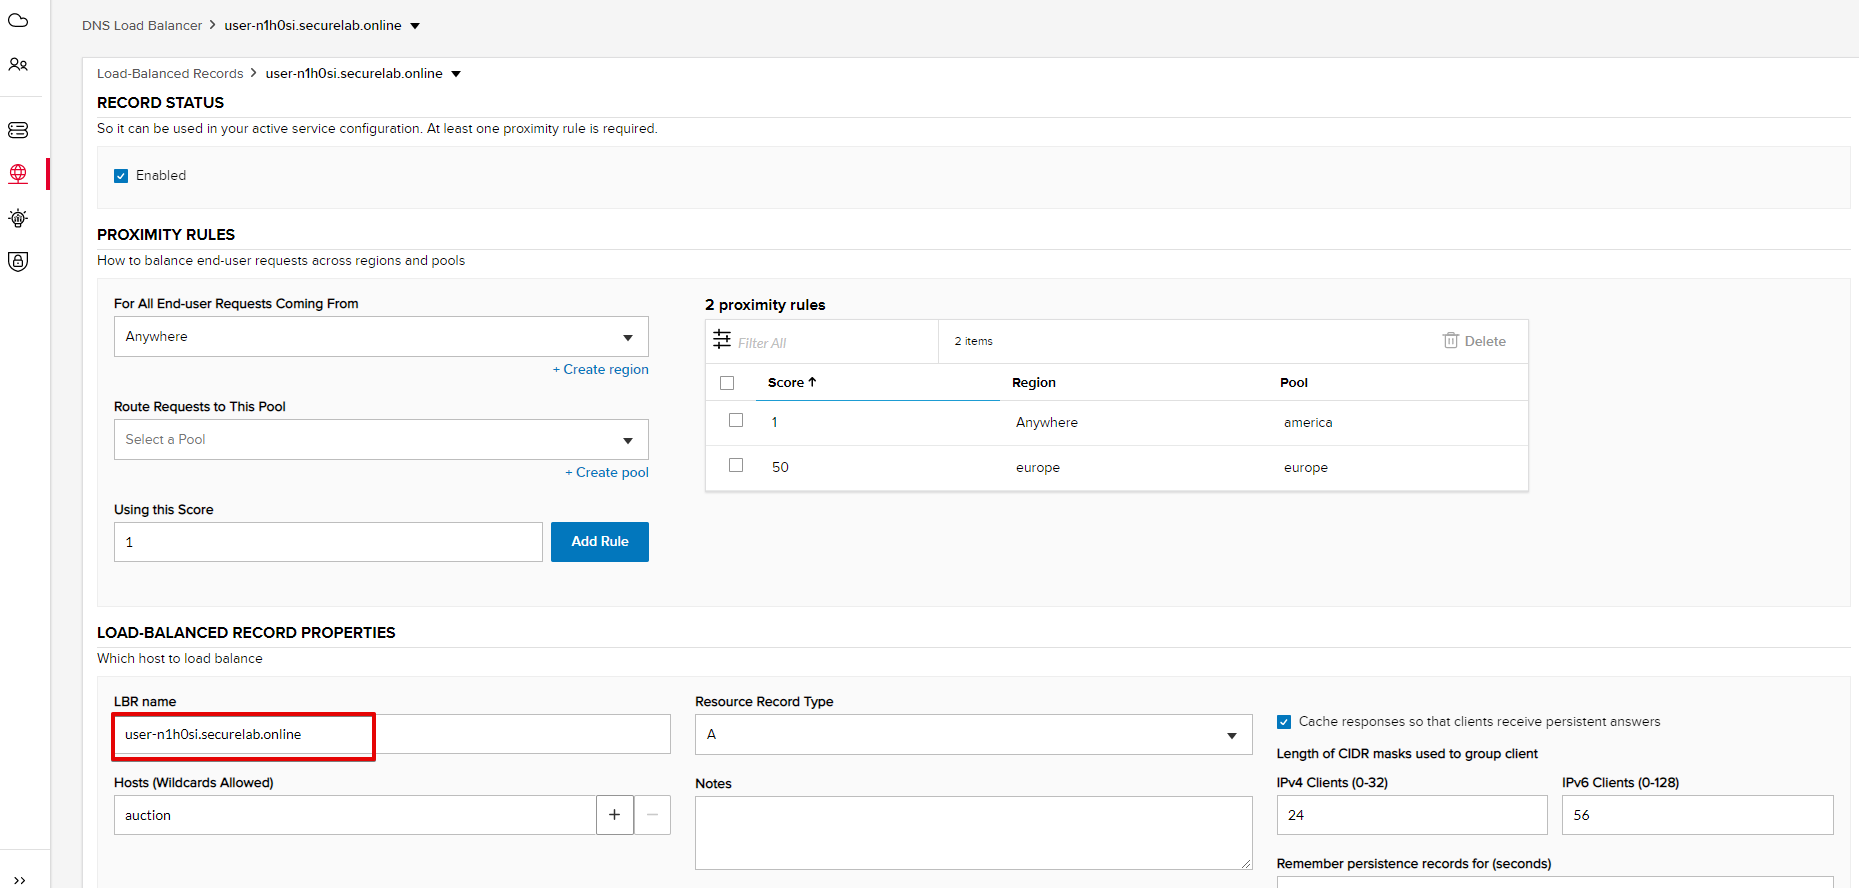 DNS Load Balancer > user-n1h0si.securelab.online
Load-Balanced Records > user-n1h0si.securelab.online
RECORD STATUS
So it can be used in your active service configuration. At least one proximity rule is required.
Enabled
PROXIMITY RULES
How to balance end-user requests across regions and pools
For All End-user Requests Coming From
Anywhere
+ Create region
Route Requests to This Pool
Select a Pool
+ Create pool
Using this Score
1
Add Rule
2 proximity rules
Filter All
2 items
Delete
Score ↑ Region Pool
1 Anywhere america
50 europe europe
LOAD-BALANCED RECORD PROPERTIES
Which host to load balance
LBR name
user-n1h0si.securelab.online
Hosts (Wildcards Allowed)
auction
+ −
Resource Record Type
A
Notes
Cache responses so that clients receive persistent answers
Length of CIDR masks used to group client
IPv4 Clients (0-32) IPv6 Clients (0-128)
24 56
Remember persistence records for (seconds)